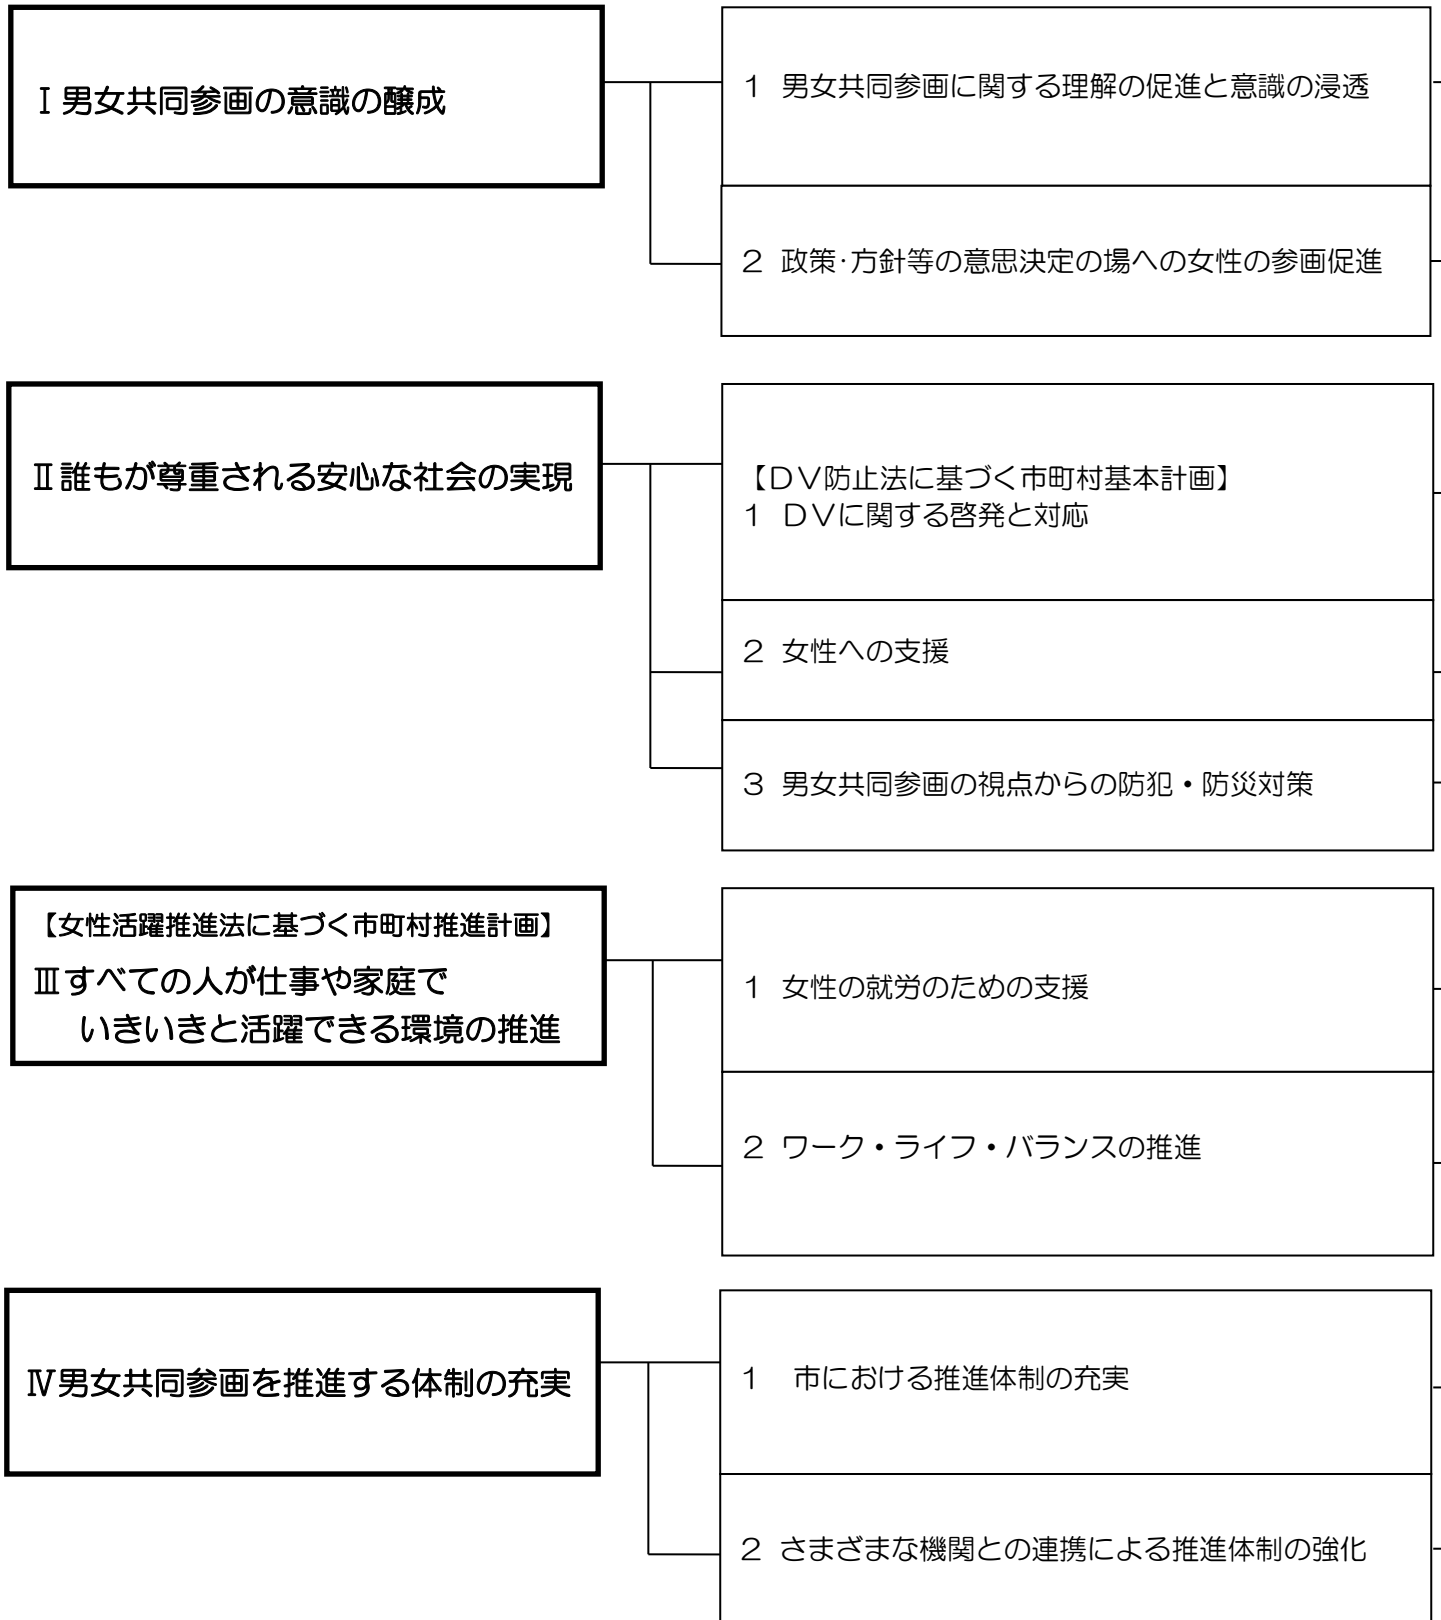 Ⅰ男女共同参画の意識の醸成
１ 男女共同参画に関する理解の促進と意識の浸透
２ 政策･方針等の意思決定の場への女性の参画促進
Ⅱ誰もが尊重される安心な社会の実現
【ＤＶ防止法に基づく市町村基本計画】
１ ＤＶに関する啓発と対応
２ 女性への支援
３ 男女共同参画の視点からの防犯・防災対策
【女性活躍推進法に基づく市町村推進計画】
Ⅲすべての人が仕事や家庭で
いきいきと活躍できる環境の推進
１ 女性の就労のための支援
２ ワーク・ライフ・バランスの推進
Ⅳ男女共同参画を推進する体制の充実
１ 市における推進体制の充実
２ さまざまな機関との連携による推進体制の強化